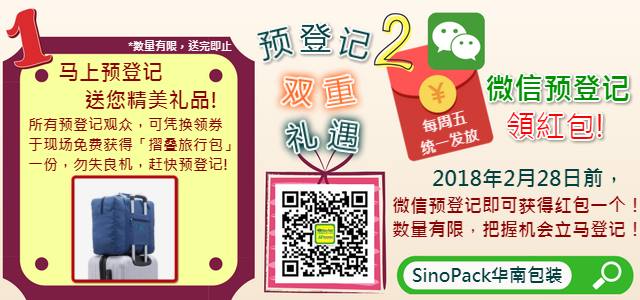 1
*数量有限，送完即止
马上预登记
送您精美礼品!
所有预登记观众，可凭换领券
于现场免费获得「摺叠旅行包」
一份，勿失良机，赶快预登记!
预登记
双重
礼遇
2
¥
每周五
统一发放
微信预登记
領紅包!
2018年2月28日前，
微信预登记即可获得红包一个！
数量有限，把握机会立马登记！
SinoPack华南包装